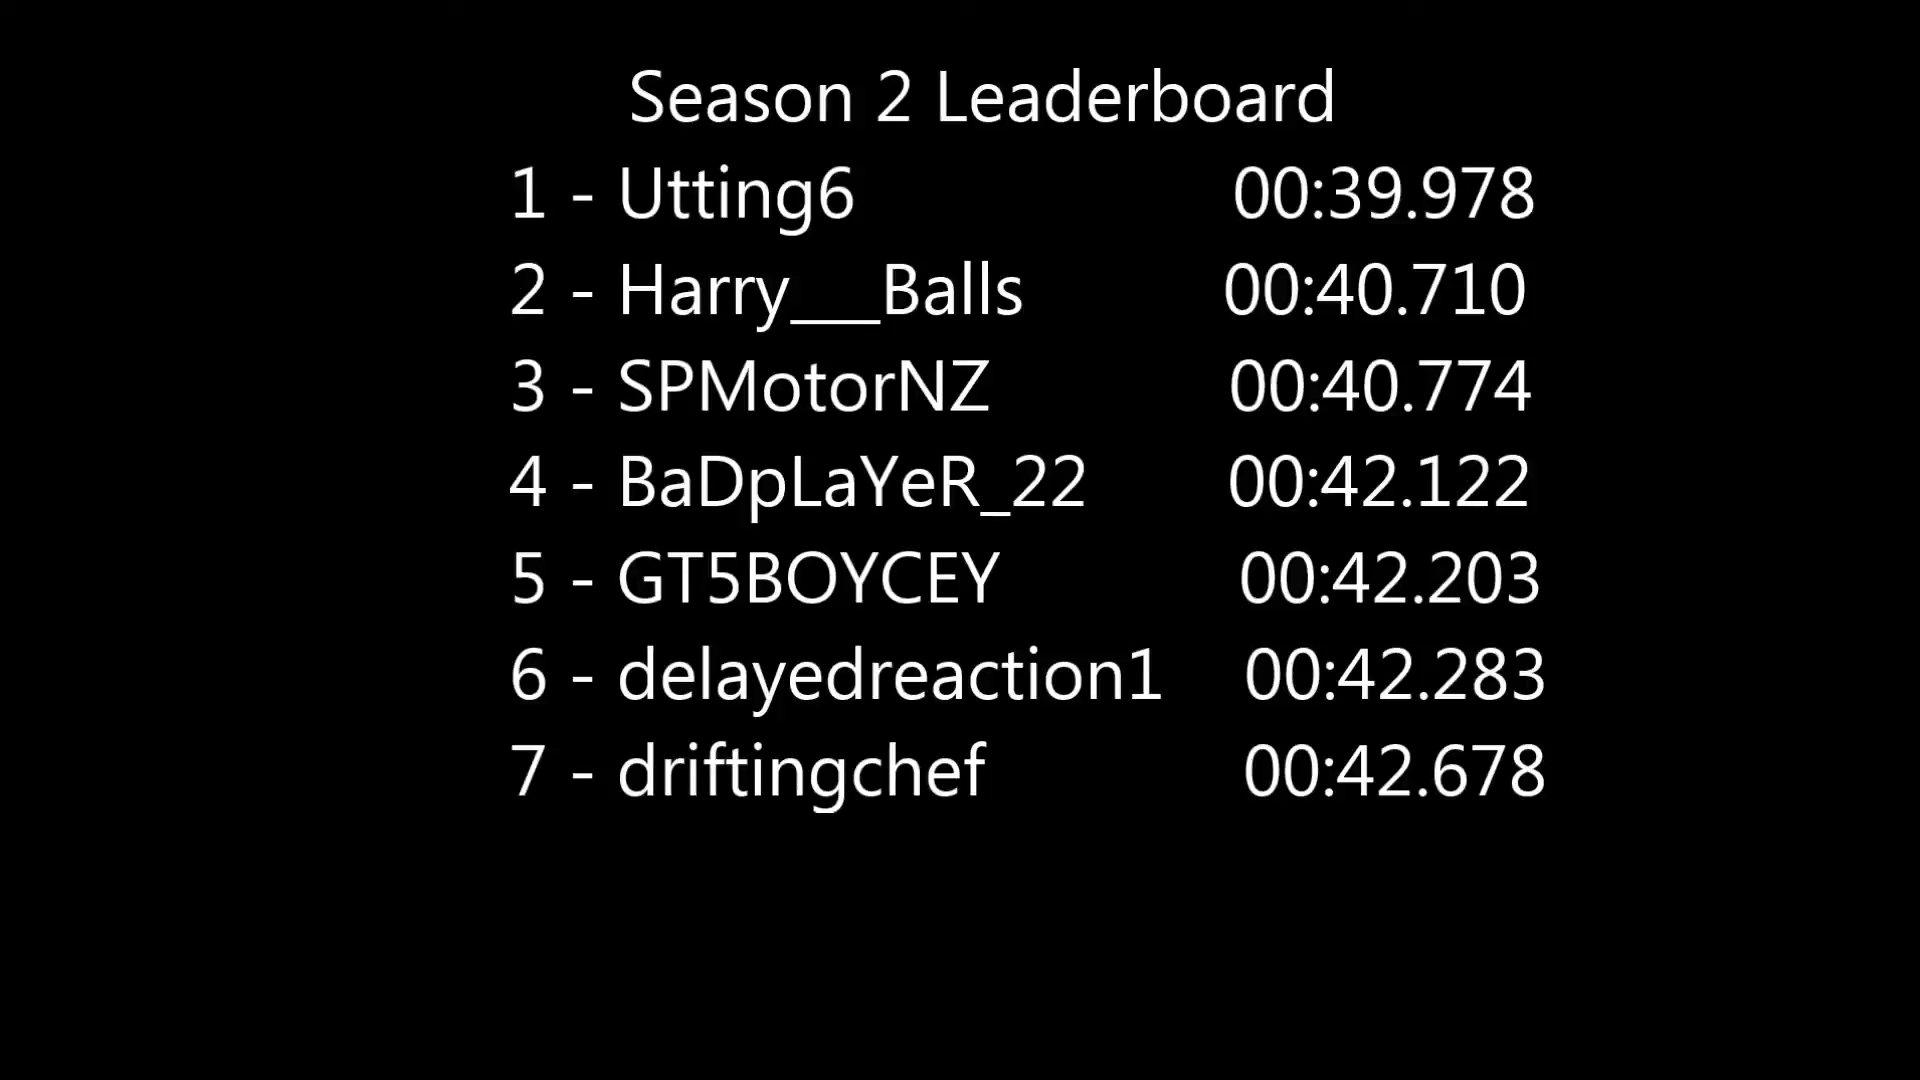 Season 2 Leaderboard
1 - Utting6 00:39.978
2 - Harry___Balls 00:40.710
3 - SPMotorNZ 00:40.774
4 - BaDpLaYeR_22 00:42.122
5 - GT5BOYCEY 00:42.203
6 - delayedreaction1 00:42.283
7 - driftingchef 00:42.678